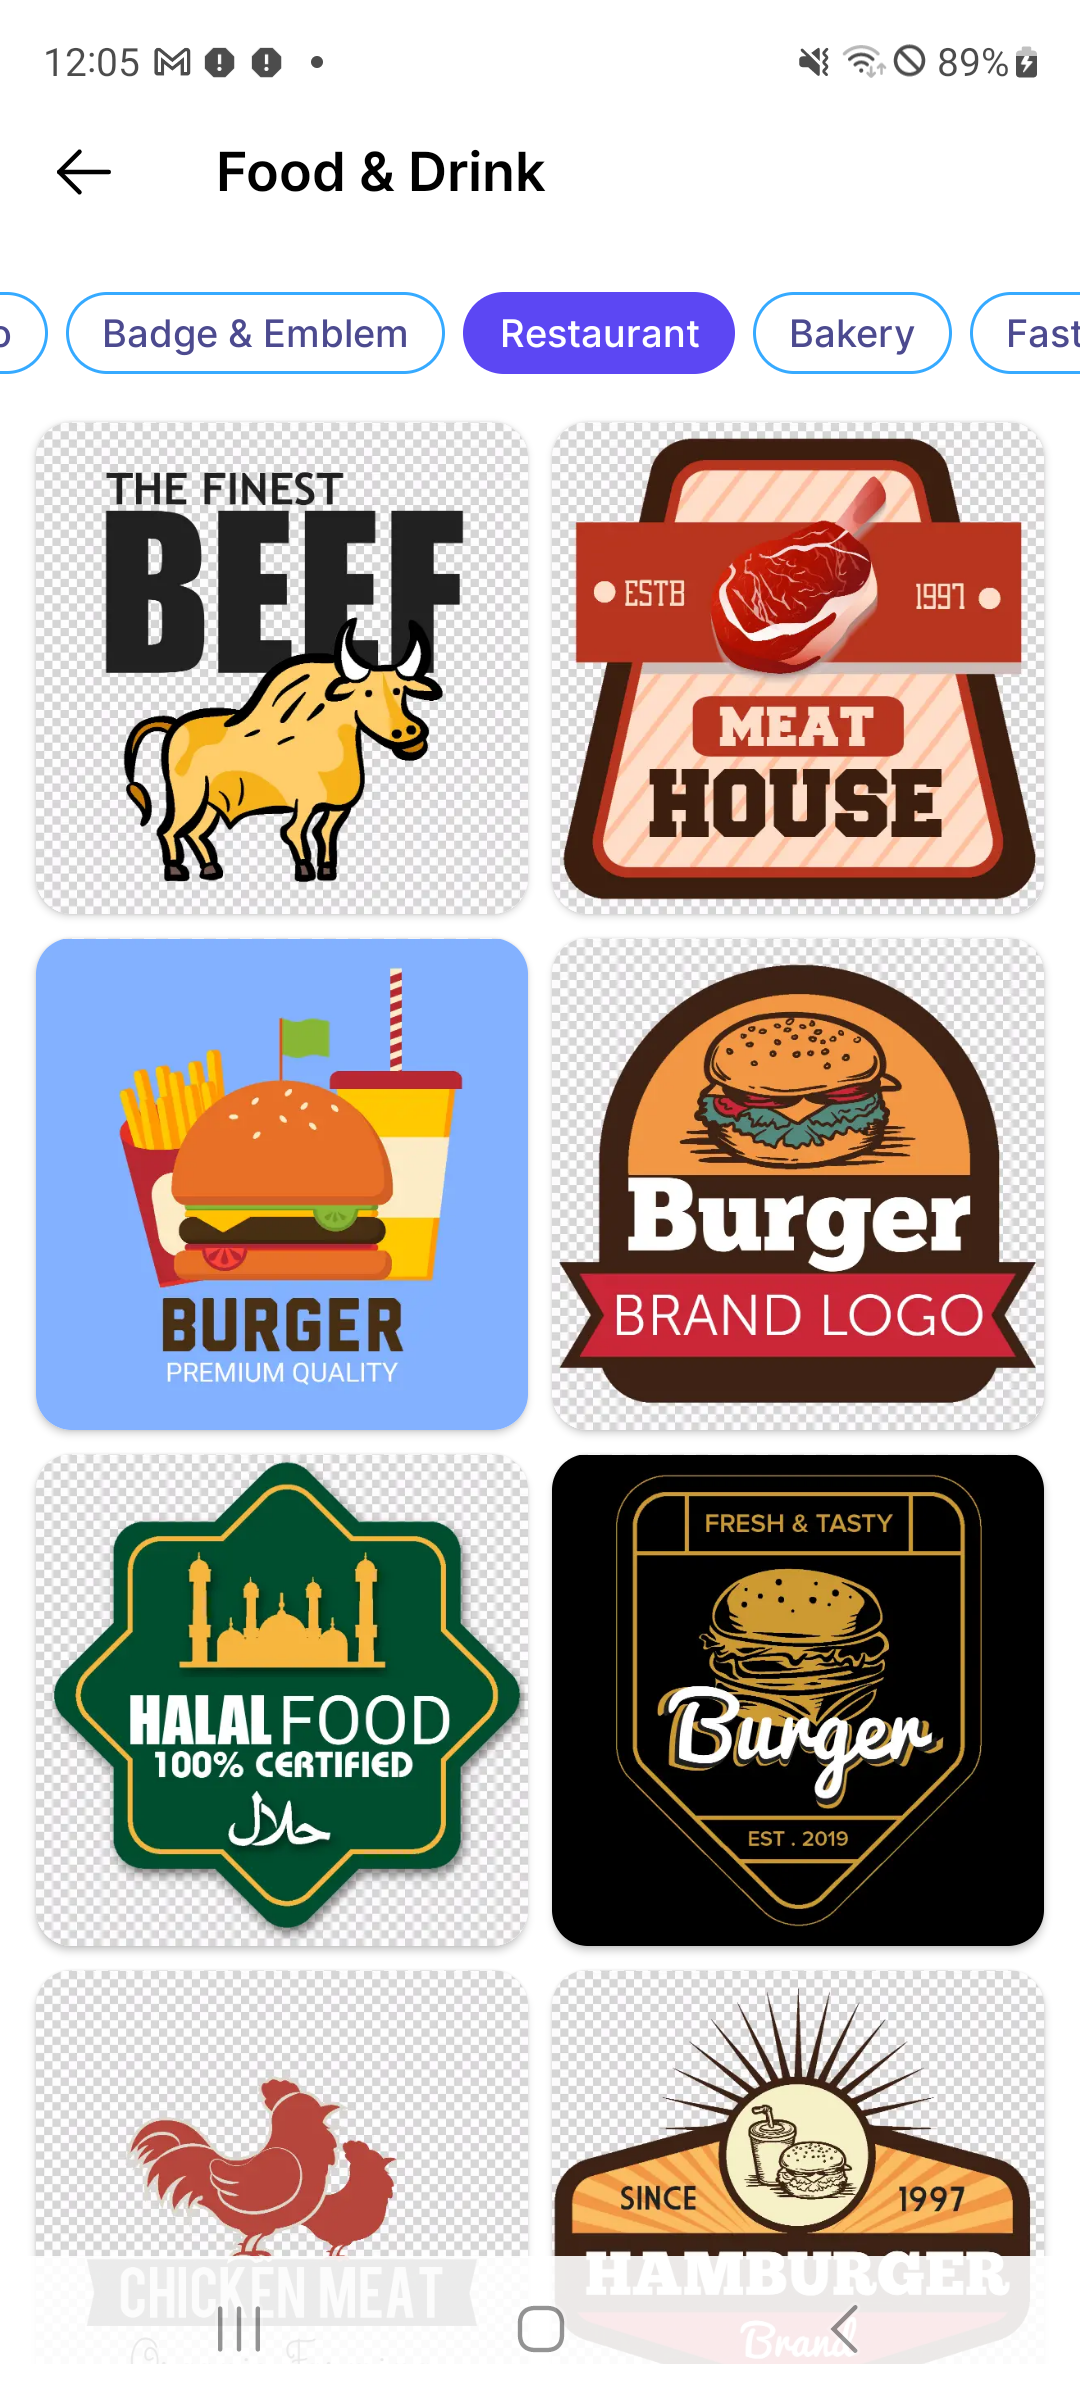 12:05
89%
Food & Drink
Badge & Emblem
Restaurant
Bakery
Fast
THE FINEST
BEEF
ESTB
1997
MEAT
HOUSE
BURGER
PREMIUM QUALITY
Burger
BRAND LOGO
HALAL FOOD
100% CERTIFIED
حلال
FRESH & TASTY
Burger
EST . 2019
CHICKEN MEAT
SINCE
1997
HAMBURGER
Brand